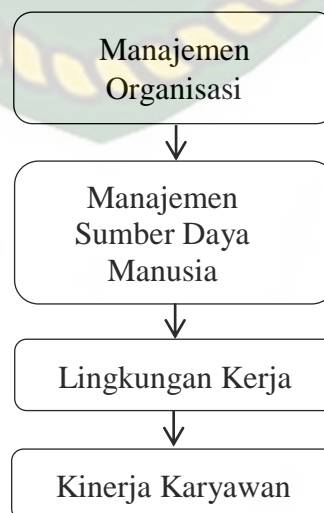 Manajemen
Organisasi
Manajemen
Sumber Daya
Manusia
Lingkungan Kerja
Kinerja Karyawan